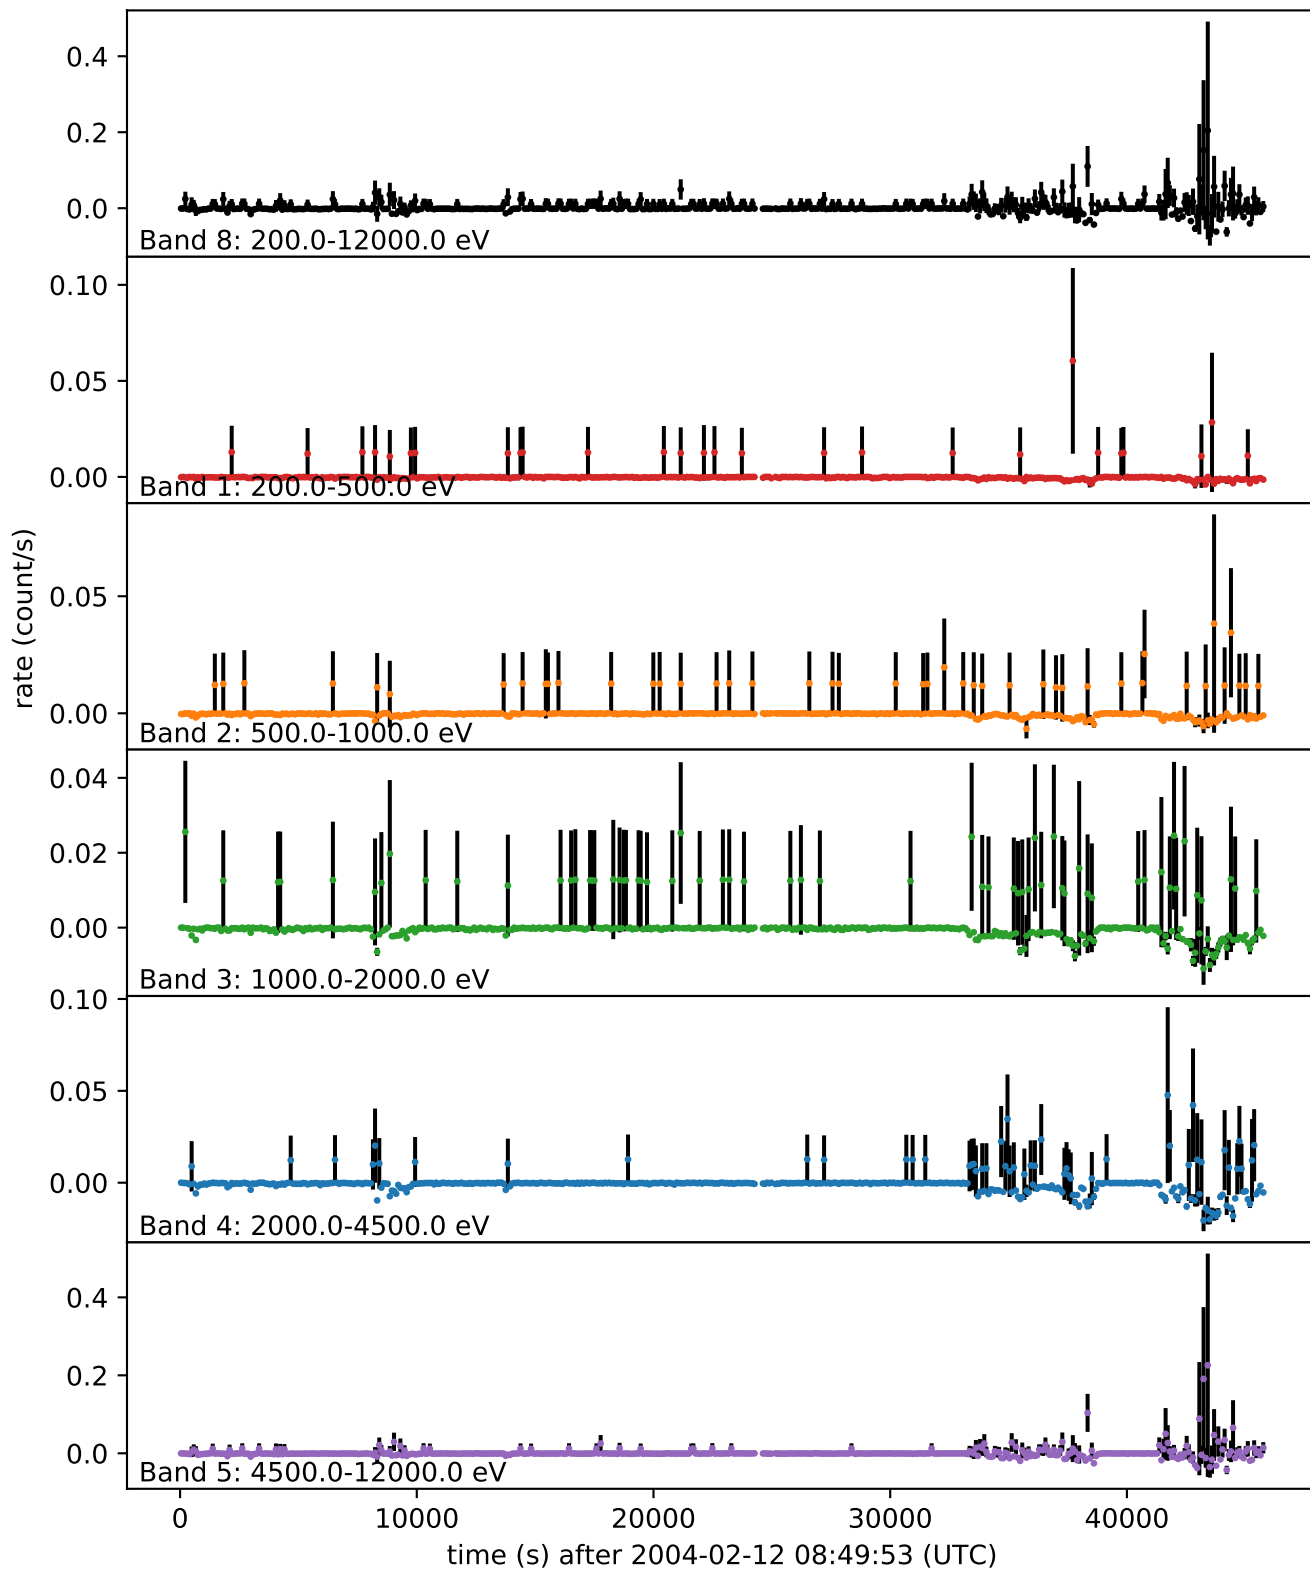 0.4
0.2
0.0
Band 8: 200.0-12000.0 eV
0.10
0.05
0.00
Band 1: 200.0-500.0 eV
rate (count/s)
0.05
0.00
Band 2: 500.0-1000.0 eV
0.04
0.02
0.00
Band 3: 1000.0-2000.0 eV
0.10
0.05
0.00
Band 4: 2000.0-4500.0 eV
0.4
0.2
0.0
Band 5: 4500.0-12000.0 eV
0 10000 20000 30000 40000
time (s) after 2004-02-12 08:49:53 (UTC)